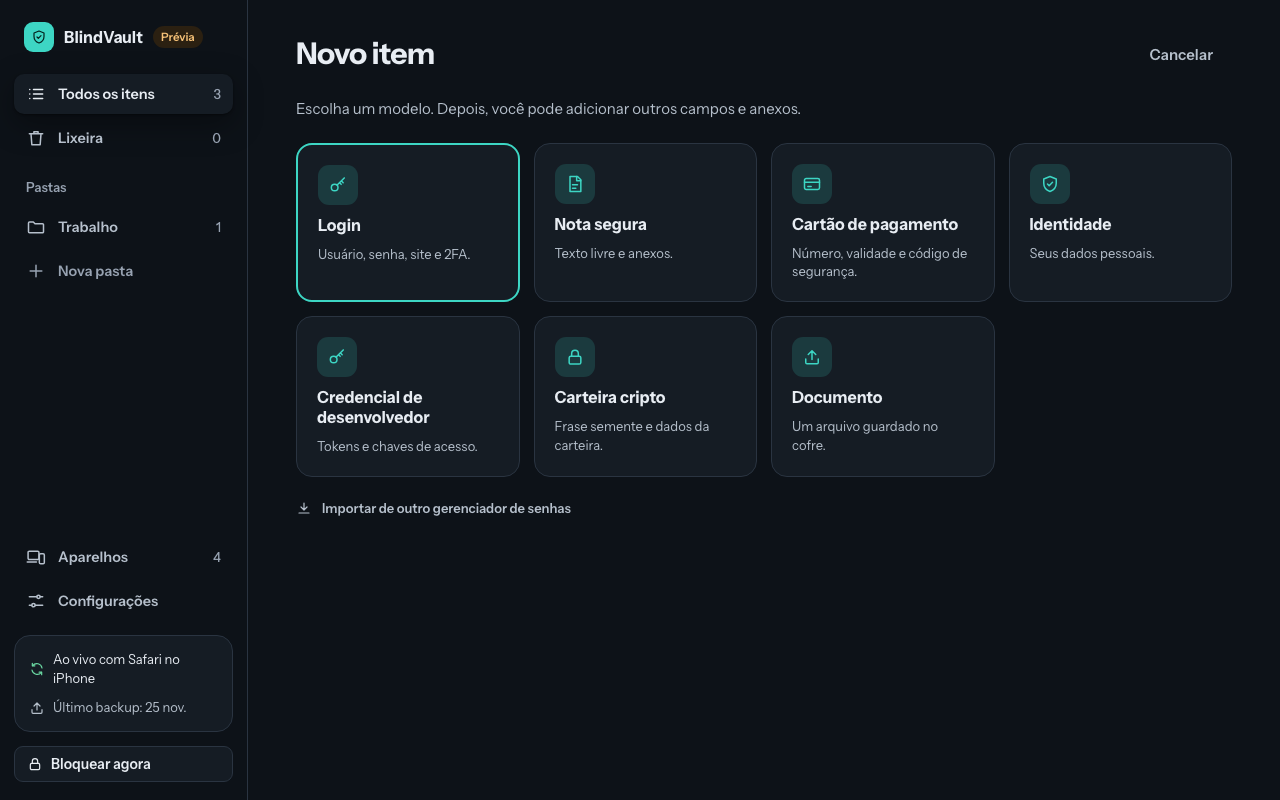 BlindVault
Prévia
Todos os itens
3
Lixeira
0
Pastas
Trabalho
1
Nova pasta
Aparelhos
4
Configurações
Ao vivo com Safari no
iPhone
Último backup: 25 nov.
Bloquear agora
Novo item
Cancelar
Escolha um modelo. Depois, você pode adicionar outros campos e anexos.
Login
Usuário, senha, site e 2FA.
Nota segura
Texto livre e anexos.
Cartão de pagamento
Número, validade e código de
segurança.
Identidade
Seus dados pessoais.
Credencial de
desenvolvedor
Tokens e chaves de acesso.
Carteira cripto
Frase semente e dados da
carteira.
Documento
Um arquivo guardado no
cofre.
Importar de outro gerenciador de senhas